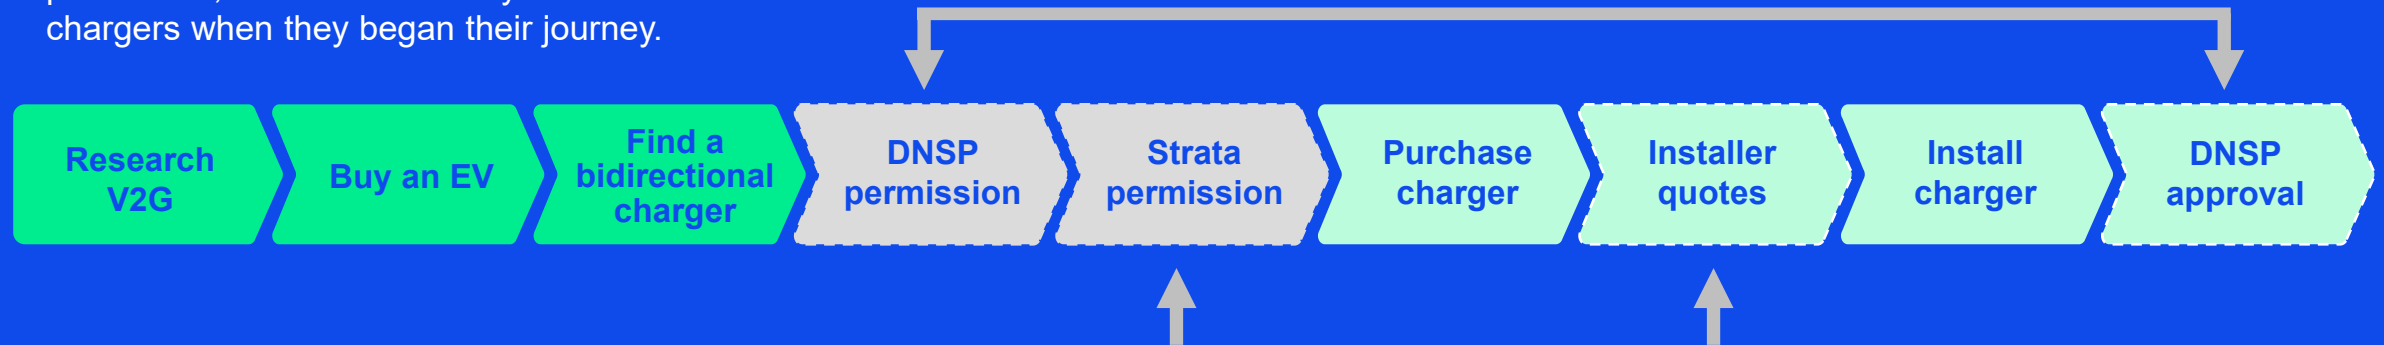 chargers when they began their journey.
Research
V2G
Buy an EV
Find a
bidirectional
charger
DNSP
permission
Strata
permission
Purchase
charger
Installer
quotes
Install
charger
DNSP
approval